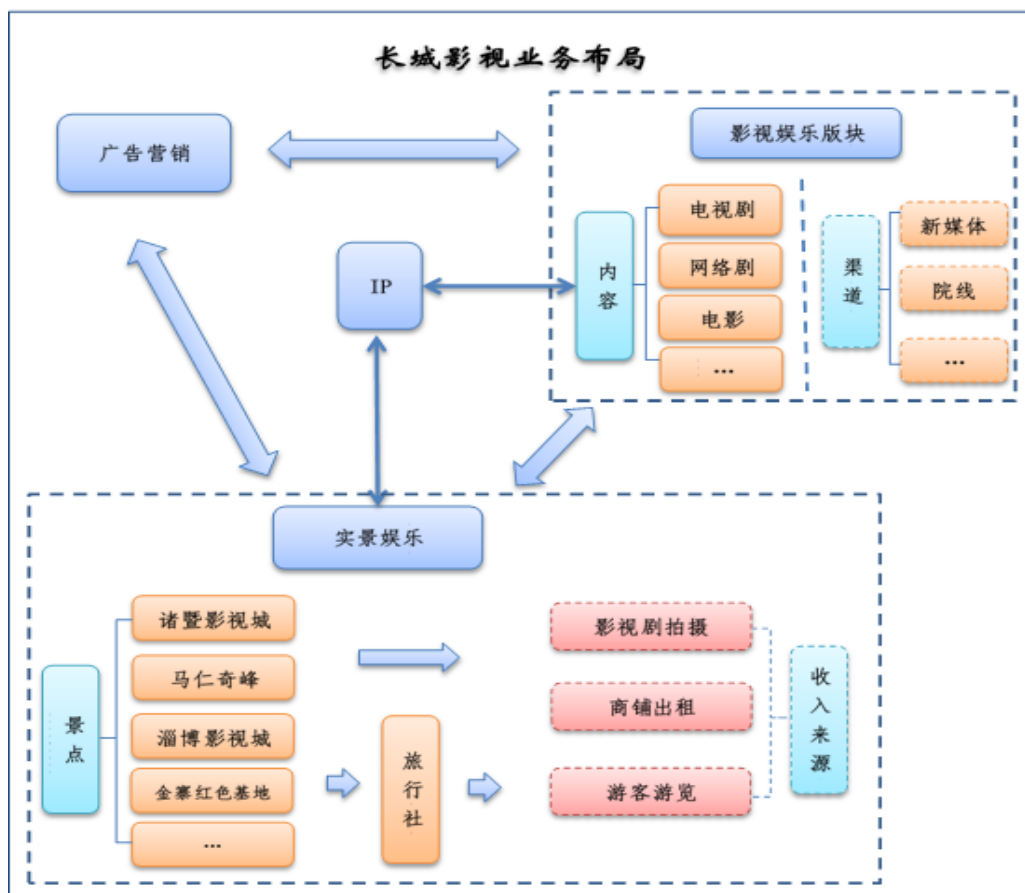 长城影视业务布局
广告营销
影视娱乐版块
IP
内容
电视剧
网络剧
电影
...
渠道
新媒体
院线
...
实景娱乐
景点
诸暨影视城
马仁奇峰
淄博影视城
金寨红色基地
...
旅行社
影视剧拍摄
商铺出租
游客游览
收入来源